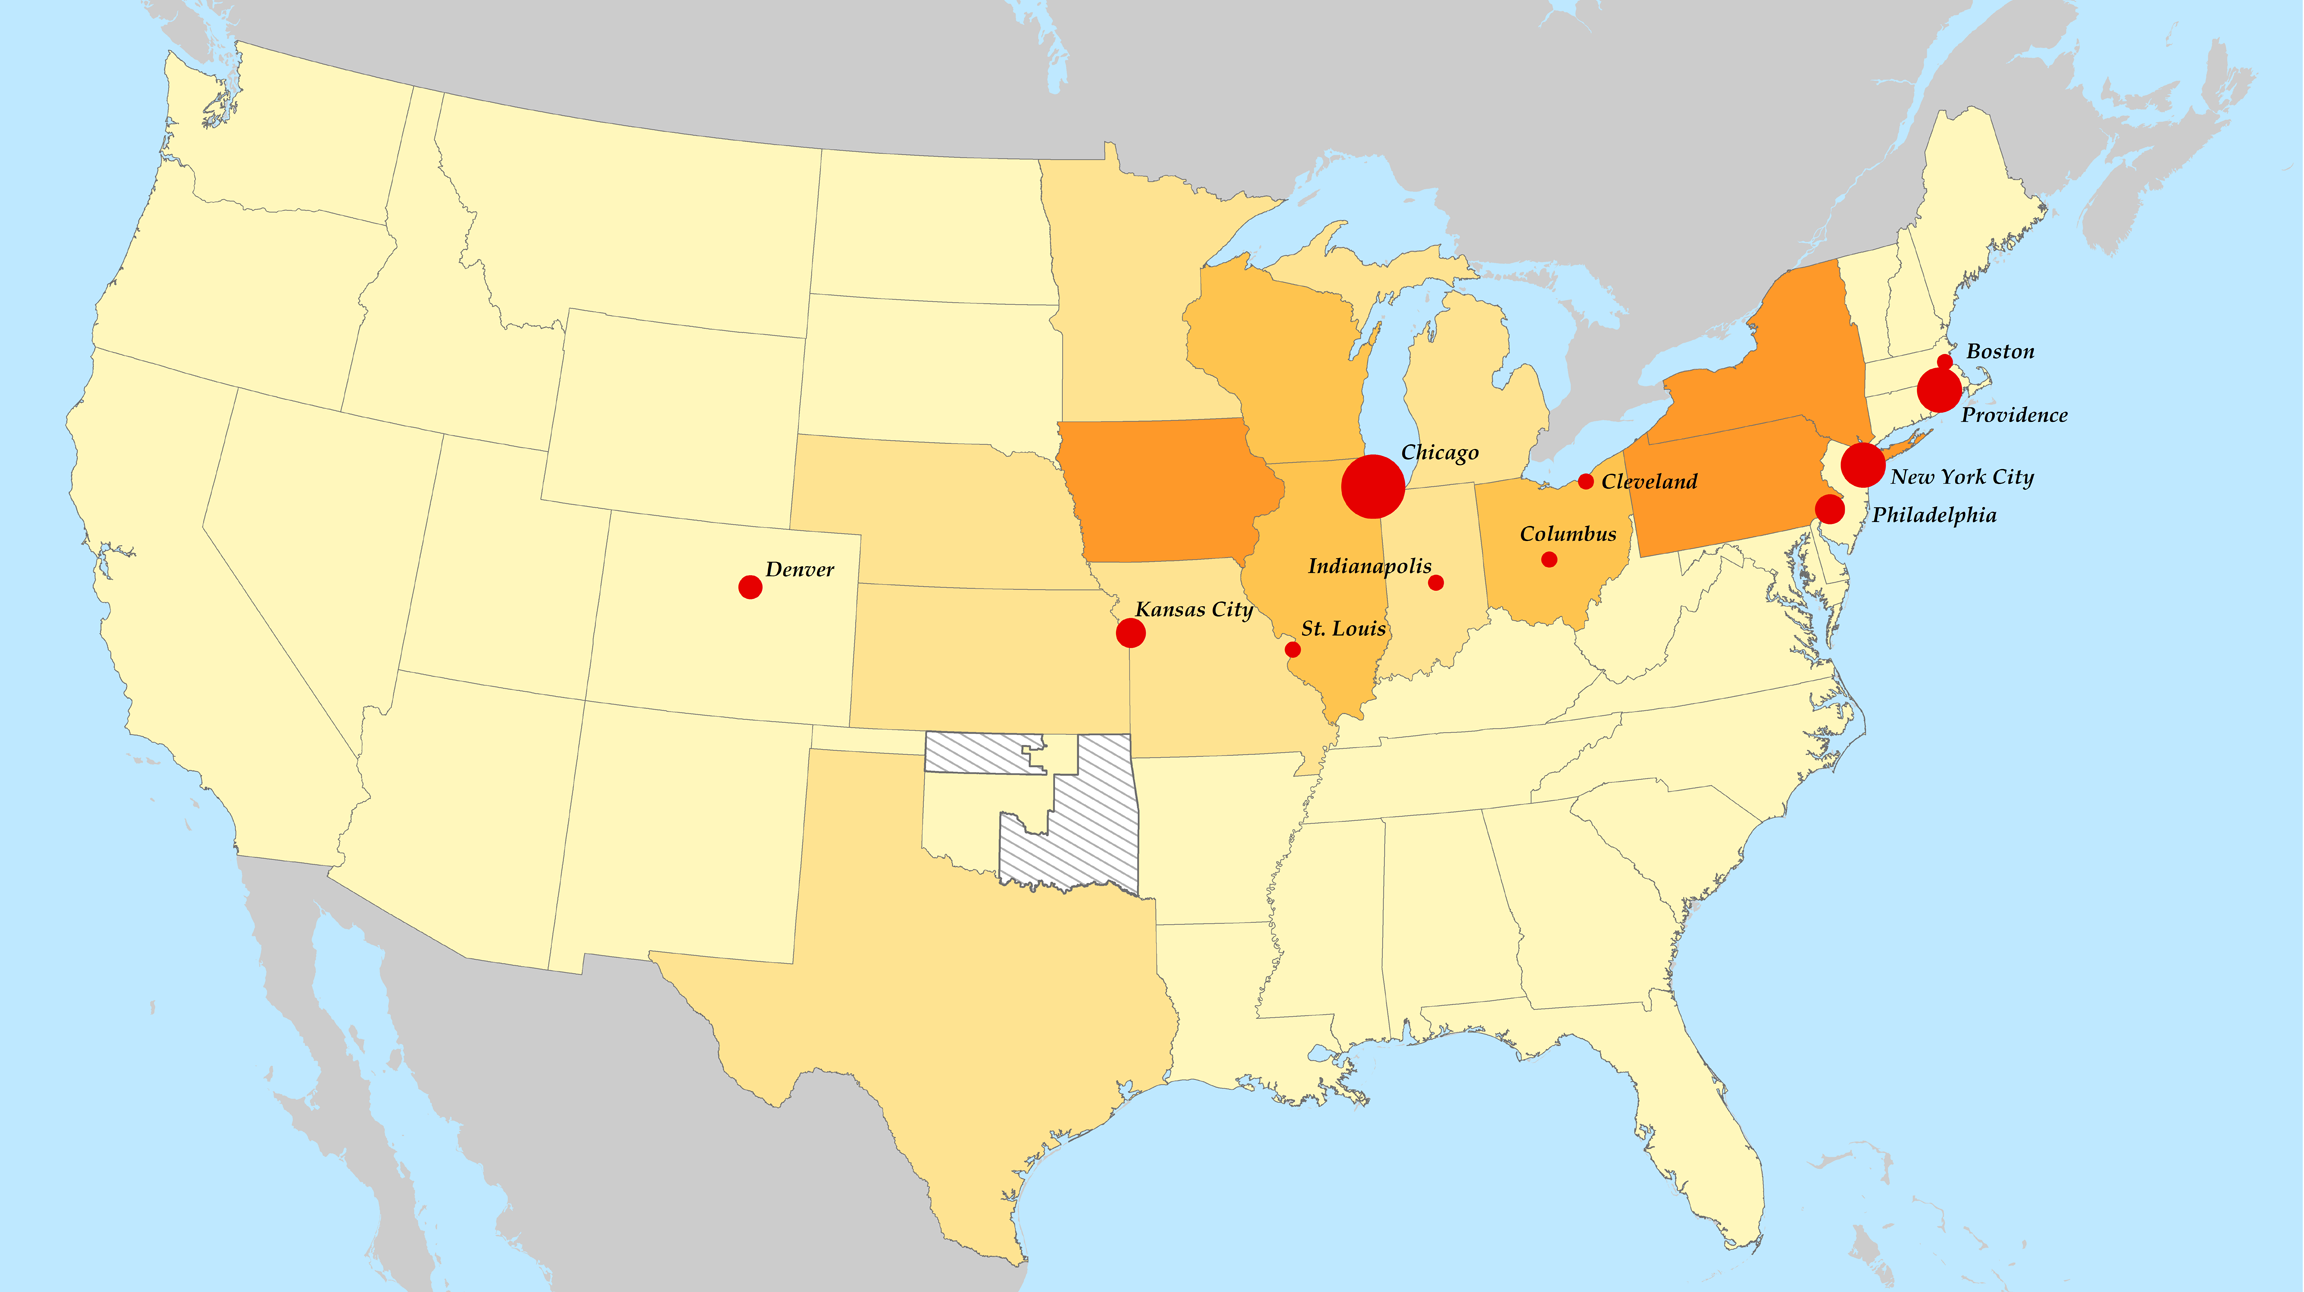 Boston
Providence
Chicago
New York City
Cleveland
Philadelphia
Columbus
Indianapolis
Denver
Kansas City
St. Louis